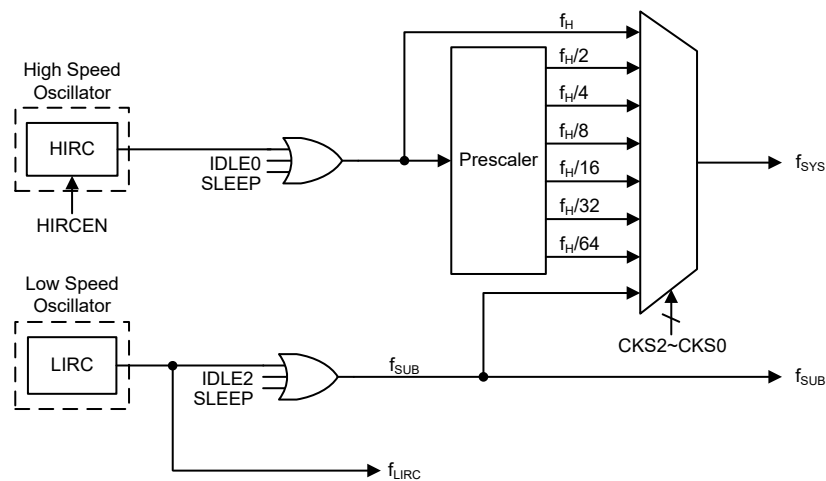 High Speed
Oscillator
HIRC
HIRCEN
IDLE0
SLEEP
Prescaler
fH
fH/2
fH/4
fH/8
fH/16
fH/32
fH/64
fSYS
CKS2~CKS0
Low Speed
Oscillator
LIRC
IDLE2
SLEEP
fSUB
fSUB
fLIRC